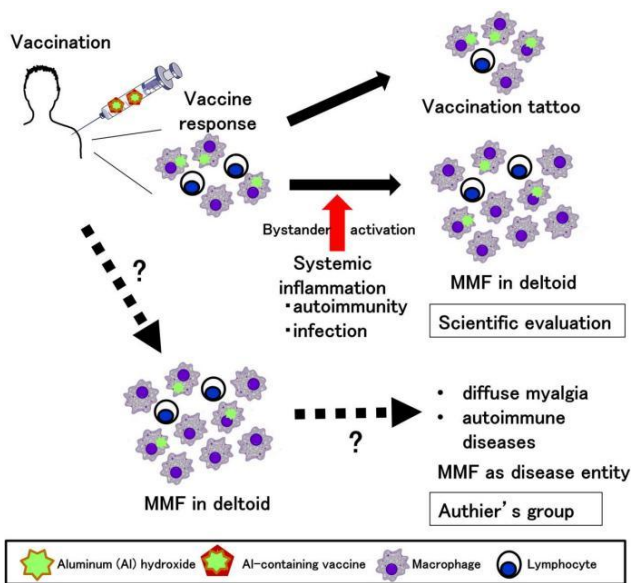 Vaccination
Vaccine
response
Vaccination tattoo
Bystander activation
Systemic
inflammation
・autoimmunity
・infection
MMF in deltoid
Scientific evaluation
?
MMF in deltoid
?
• diffuse myalgia
• autoimmune
diseases
MMF as disease entity
Authier's group
Aluminum (Al) hydroxide
Al-containing vaccine
Macrophage
Lymphocyte